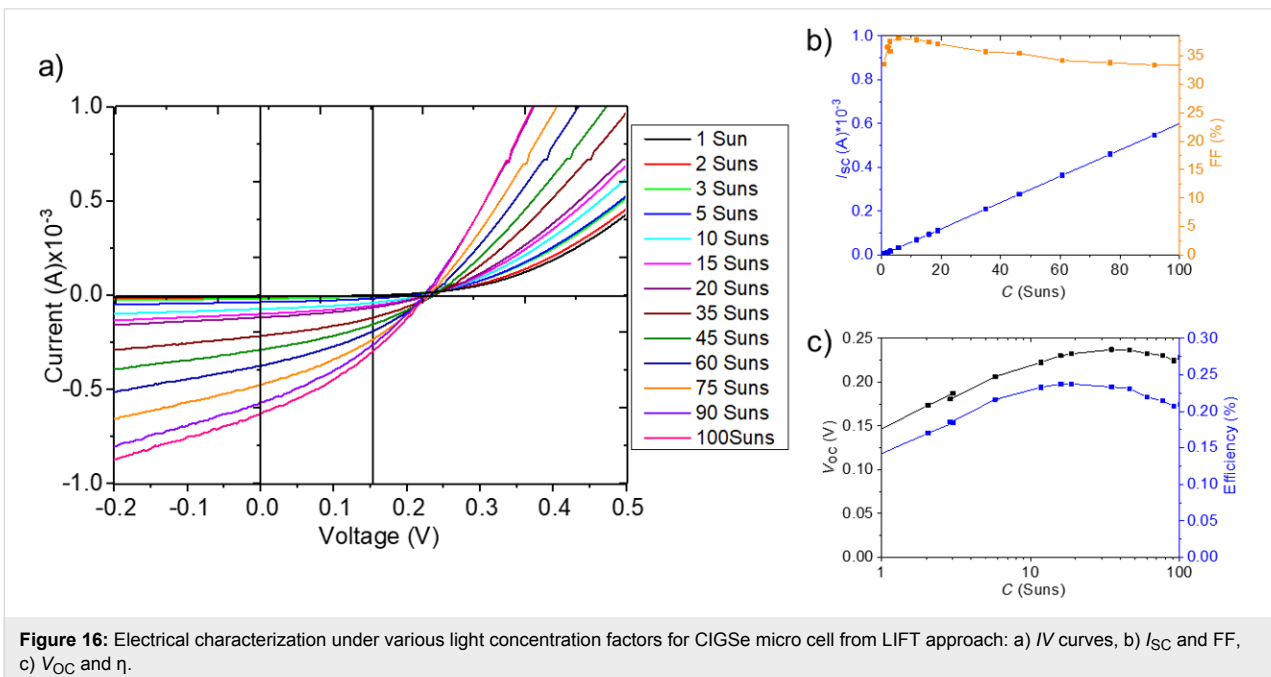 a)
1.0
0.5
0.0
-0.5
-1.0
Current (A)x10⁻³
-0.2 -0.1 0.0 0.1 0.2 0.3 0.4 0.5
Voltage (V)
1 Sun
2 Suns
3 Suns
5 Suns
10 Suns
15 Suns
20 Suns
35 Suns
45 Suns
60 Suns
75 Suns
90 Suns
100Suns
b)
1.0
0.8
0.6
0.4
0.2
0.0
I_SC (A)*10⁻³
0 20 40 60 80 100
C (Suns)
35
30
25
20
15
10
5
0
FF (%)
c)
0.25
0.20
0.15
0.10
0.05
0.00
V_OC (V)
1 10 100
C (Suns)
0.30
0.25
0.20
0.15
0.10
0.05
0.00
Efficiency (%)
Figure 16: Electrical characterization under various light concentration factors for CIGSe micro cell from LIFT approach: a) IV curves, b) I_SC and FF,
c) V_OC and η.